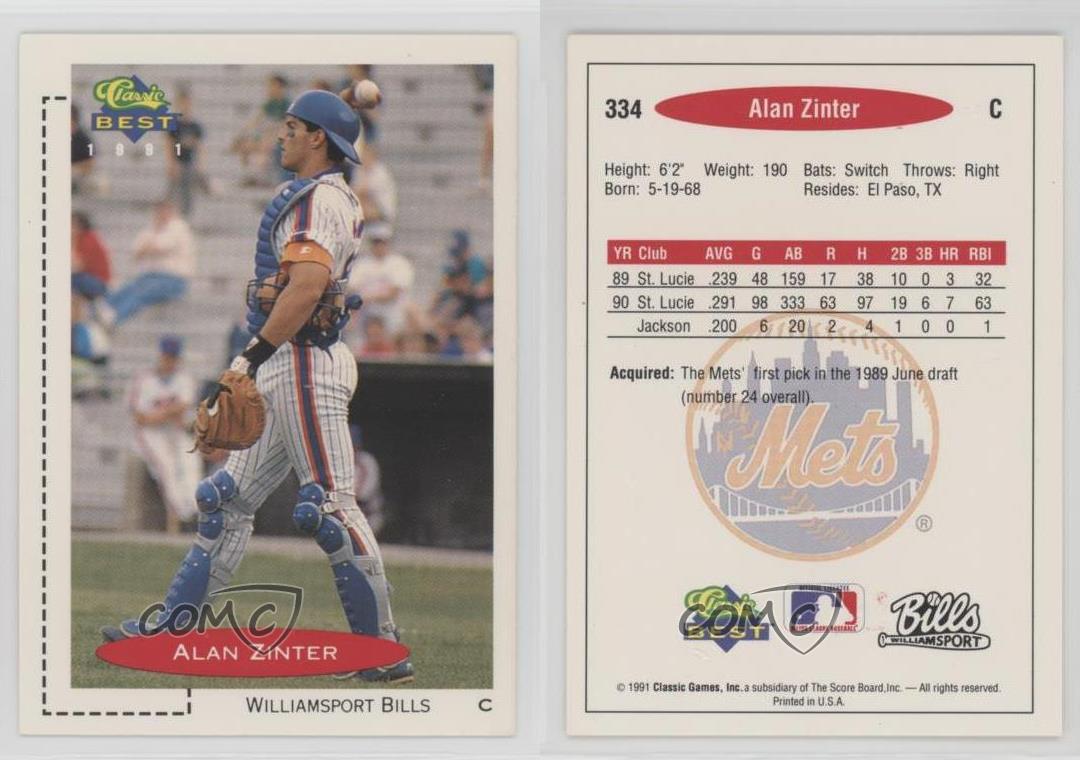 Classic
BEST
1991
COMC
ALAN ZINTER
WILLIAMSPORT BILLS C
334 Alan Zinter C
Height: 6'2" Weight: 190 Bats: Switch Throws: Right
Born: 5-19-68 Resides: El Paso, TX
YR Club AVG G AB R H 2B 3B HR RBI
89 St. Lucie .239 48 159 17 38 10 0 3 32
90 St. Lucie .291 98 333 63 97 19 6 7 63
Jackson .200 6 20 2 4 1 0 0 1
Acquired: The Mets' first pick in the 1989 June draft
(number 24 overall).
NY
Mets
®
Classic
BEST
COMC
MAJOR LEAGUE BASEBALL
Bills
WILLIAMSPORT
© 1991 Classic Games, Inc. a subsidiary of The Score Board,Inc. — All rights reserved.
Printed in U.S.A.